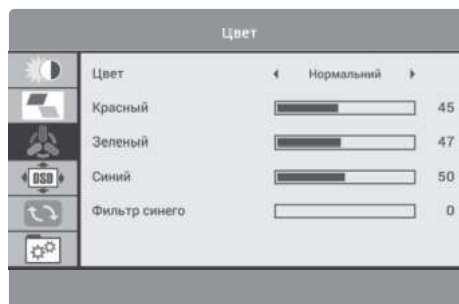 Цвет
Цвет Нормальный
Красный 45
Зеленый 47
Синий 50
OSD
Фильтр синего 0